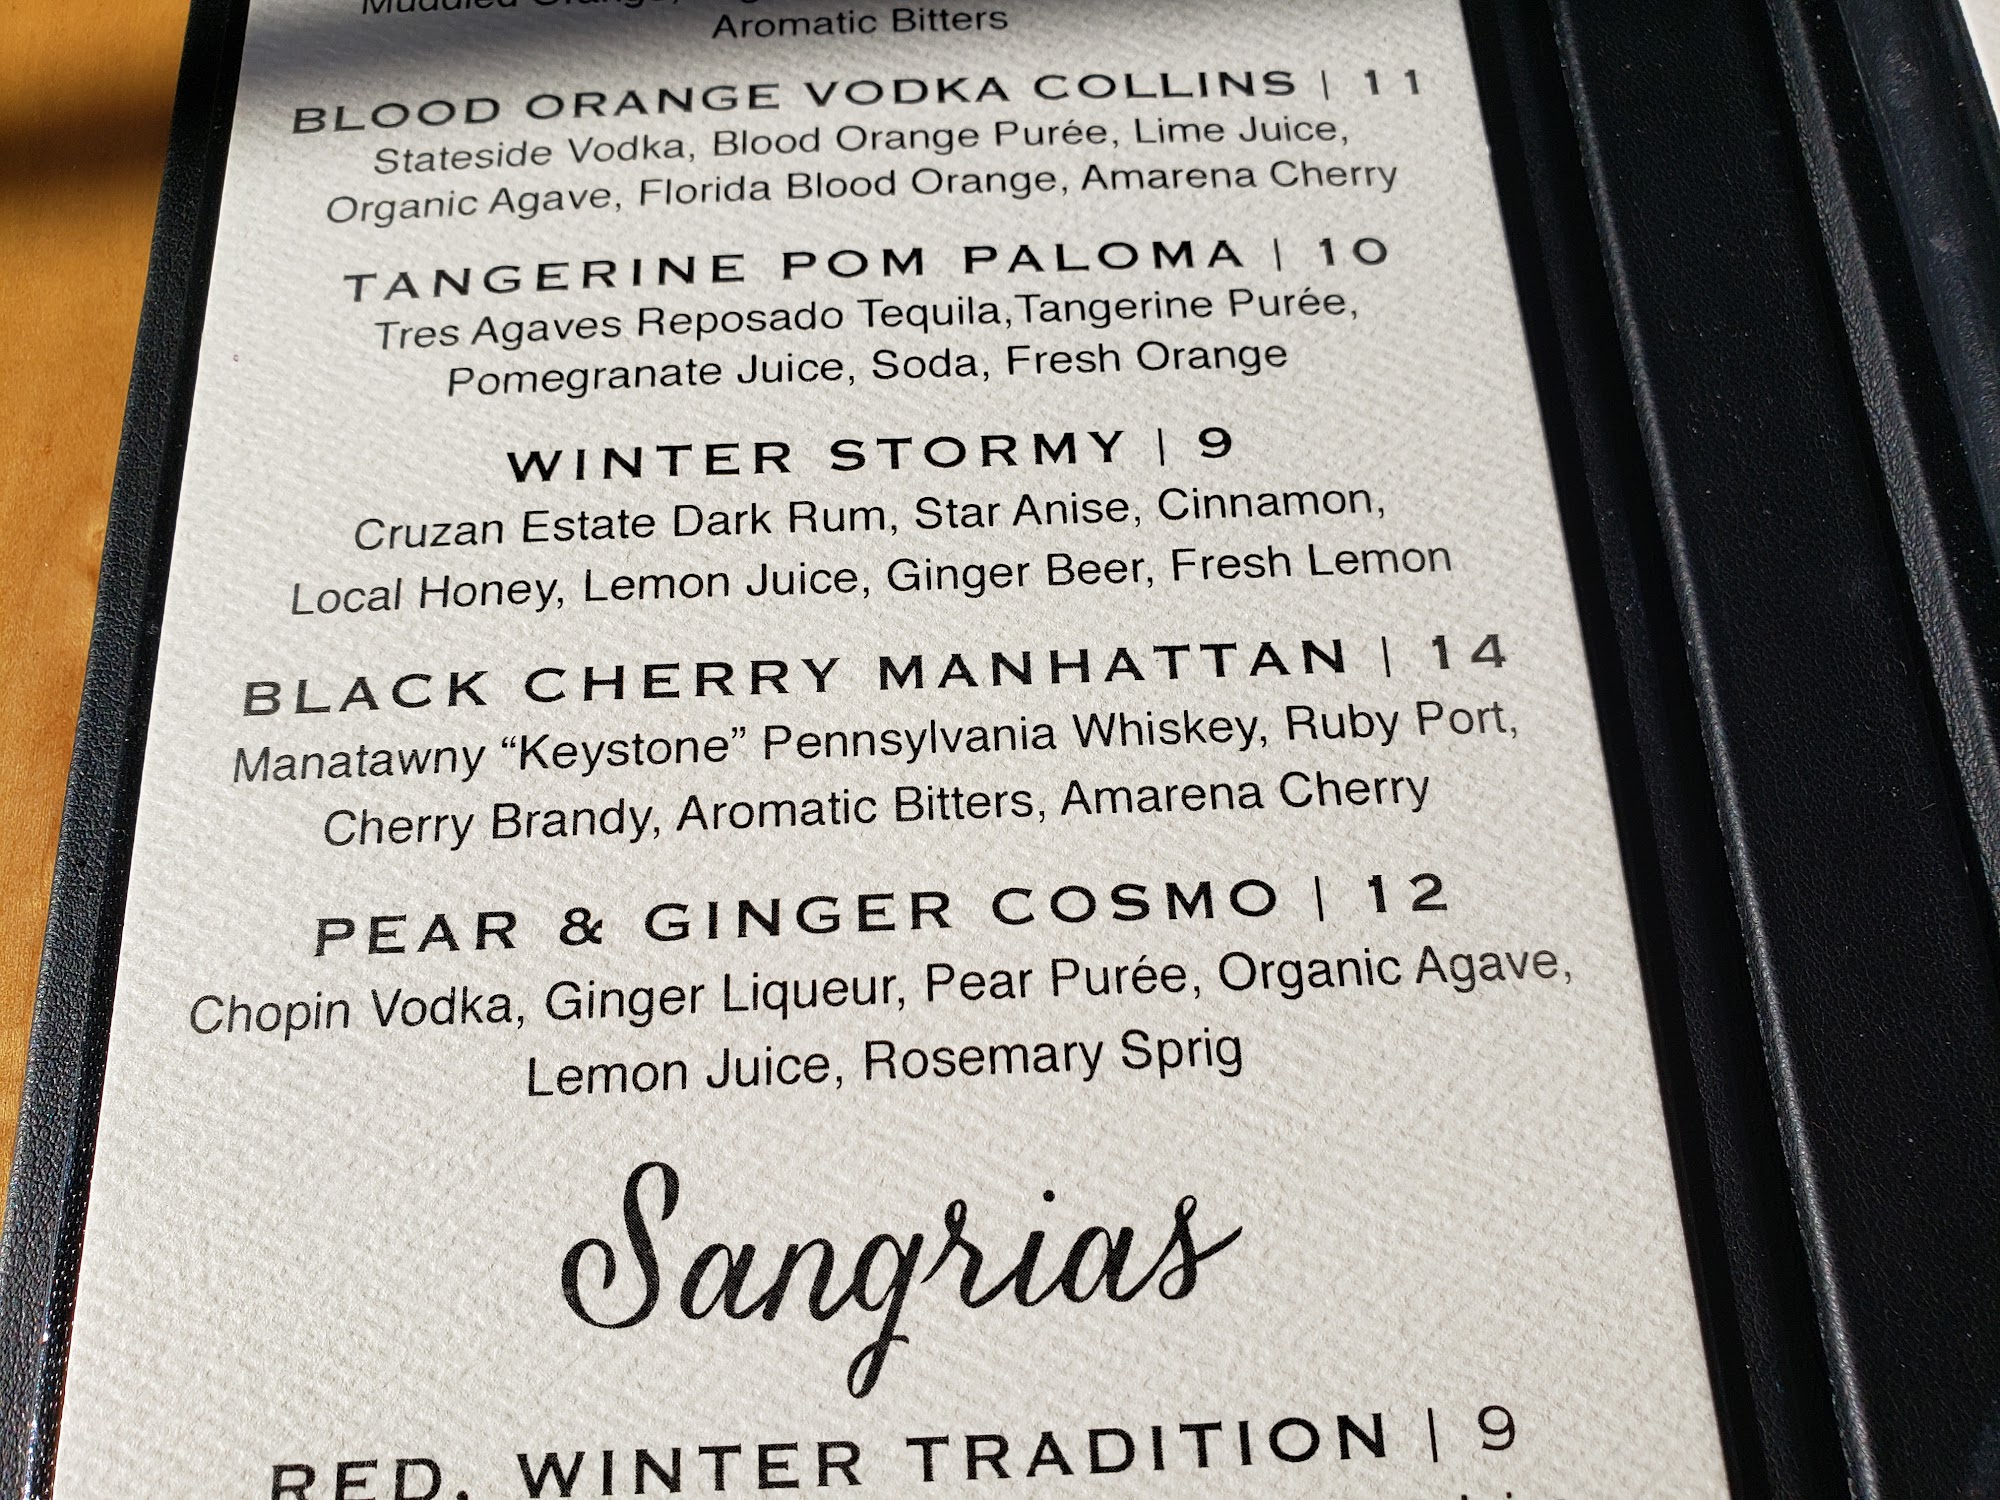 Muddled Orange,
Aromatic Bitters
BLOOD ORANGE VODKA COLLINS | 11
Stateside Vodka, Blood Orange Purée, Lime Juice,
Organic Agave, Florida Blood Orange, Amarena Cherry
TANGERINE POM PALOMA | 10
Tres Agaves Reposado Tequila, Tangerine Purée,
Pomegranate Juice, Soda, Fresh Orange
WINTER STORMY | 9
Cruzan Estate Dark Rum, Star Anise, Cinnamon,
Local Honey, Lemon Juice, Ginger Beer, Fresh Lemon
BLACK CHERRY MANHATTAN | 14
Manatawny “Keystone” Pennsylvania Whiskey, Ruby Port,
Cherry Brandy, Aromatic Bitters, Amarena Cherry
PEAR & GINGER COSMO | 12
Chopin Vodka, Ginger Liqueur, Pear Purée, Organic Agave,
Lemon Juice, Rosemary Sprig
Sangrias
RED, WINTER TRADITION | 9